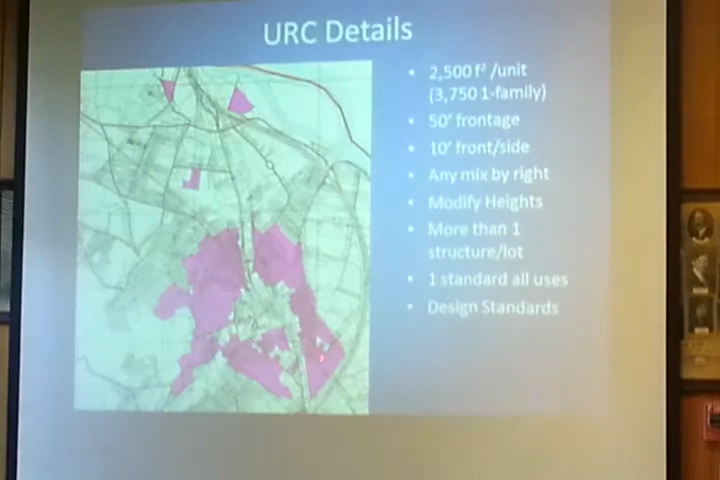 URC Details
• 2,500 f² /unit
(3,750 1-family)
• 50' frontage
• 10' front/side
• Any mix by right
• Modify Heights
• More than 1
structure/lot
• 1 standard all uses
• Design Standards